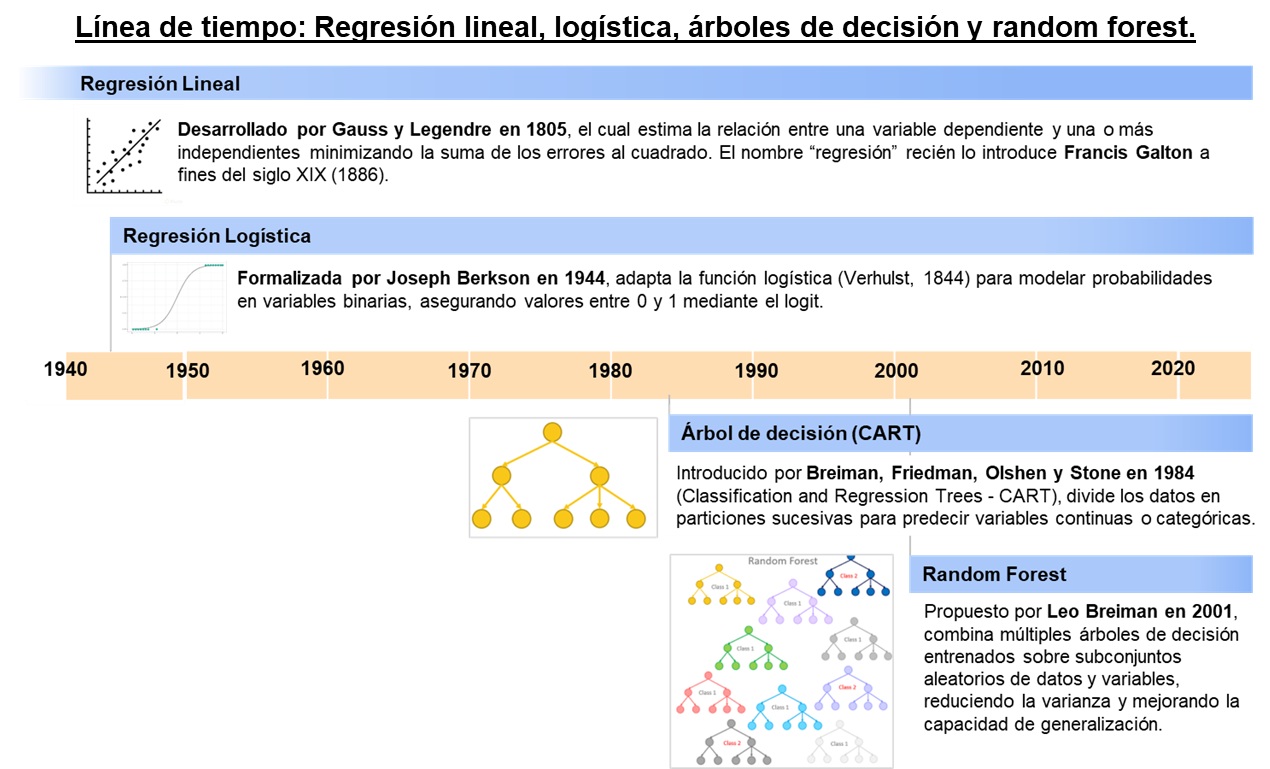 Línea de tiempo: Regresión lineal, logística, árboles de decisión y random forest.
Regresión Lineal
Desarrollado por Gauss y Legendre en 1805, el cual estima la relación entre una variable dependiente y una o más
independientes minimizando la suma de los errores al cuadrado. El nombre “regresión” recién lo introduce Francis Galton a
fines del siglo XIX (1886).
Regresión Logística
Formalizada por Joseph Berkson en 1944, adapta la función logística (Verhulst, 1844) para modelar probabilidades
en variables binarias, asegurando valores entre 0 y 1 mediante el logit.
1940 1950 1960 1970 1980 1990 2000 2010 2020
Árbol de decisión (CART)
Introducido por Breiman, Friedman, Olshen y Stone en 1984
(Classification and Regression Trees - CART), divide los datos en
particiones sucesivas para predecir variables continuas o categóricas.
Random Forest
Class 1
Class 1
Class 2
Class 1
Class 1
Class 1
Class 1
Class 2
Class 2
Class 1
Random Forest
Propuesto por Leo Breiman en 2001,
combina múltiples árboles de decisión
entrenados sobre subconjuntos
aleatorios de datos y variables,
reduciendo la varianza y mejorando la
capacidad de generalización.